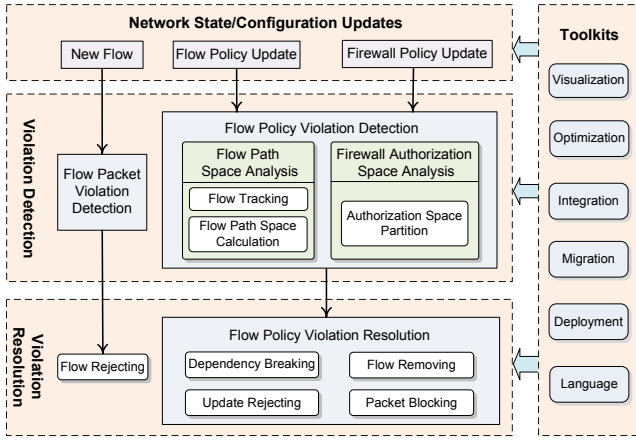 Network State/Configuration Updates
New Flow
Flow Policy Update
Firewall Policy Update
Violation Detection
Flow Packet
Violation
Detection
Flow Policy Violation Detection
Flow Path
Space Analysis
Flow Tracking
Flow Path Space
Calculation
Firewall Authorization
Space Analysis
Authorization Space
Partition
Violation
Resolution
Flow Rejecting
Flow Policy Violation Resolution
Dependency Breaking
Flow Removing
Update Rejecting
Packet Blocking
Toolkits
Visualization
Optimization
Integration
Migration
Deployment
Language